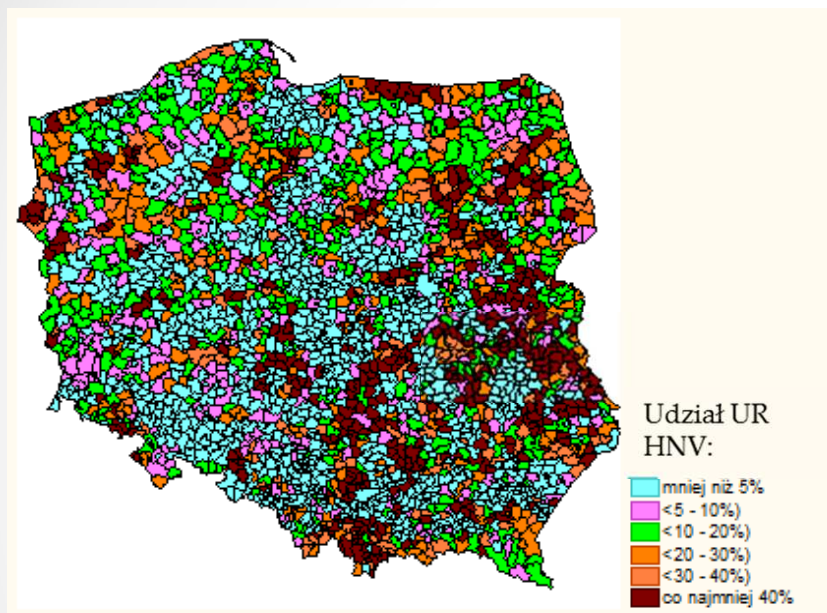 Udział UR
HNV:
mniej niż 5%
<5 - 10%)
<10 - 20%)
<20 - 30%)
<30 - 40%)
co najmniej 40%